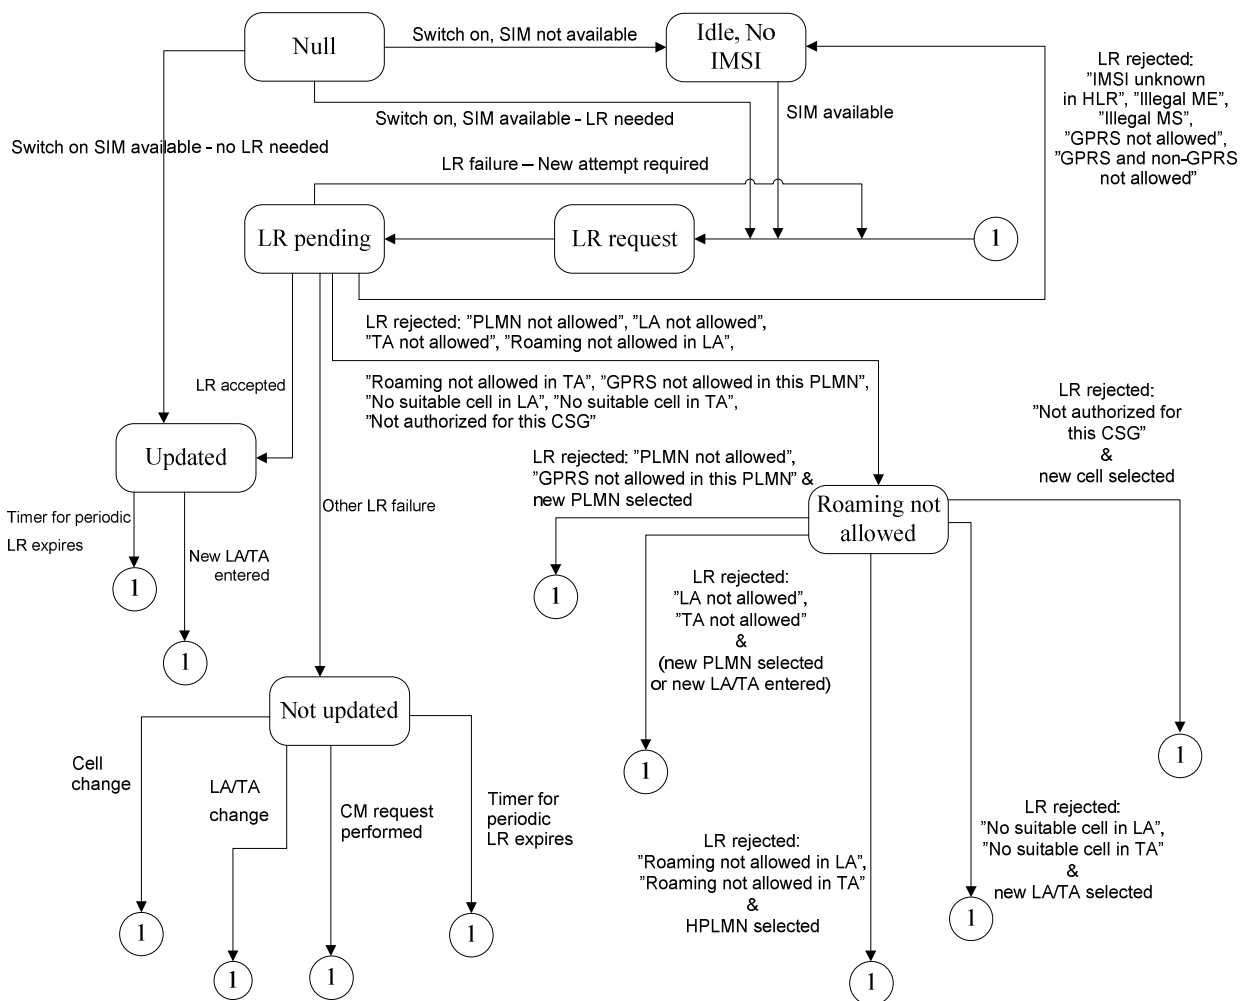 Null
Switch on, SIM not available
Idle, No
IMSI
LR rejected:
"IMSI unknown
in HLR", "Illegal ME",
"Illegal MS",
"GPRS not allowed",
"GPRS and non-GPRS
not allowed"
SIM available
Switch on, SIM available - LR needed
Switch on SIM available - no LR needed
LR failure – New attempt required
LR pending
LR request
1
LR rejected: "PLMN not allowed", "LA not allowed",
"TA not allowed", "Roaming not allowed in LA",
"Roaming not allowed in TA", "GPRS not allowed in this PLMN",
"No suitable cell in LA", "No suitable cell in TA",
"Not authorized for this CSG"
LR accepted
LR rejected:
"Not authorized for
this CSG"
&
new cell selected
Updated
LR rejected: "PLMN not allowed",
"GPRS not allowed in this PLMN" &
new PLMN selected
Other LR failure
Roaming not
allowed
Timer for periodic
LR expires
New LA/TA
entered
1
1
1
LR rejected:
"LA not allowed",
"TA not allowed"
&
(new PLMN selected
or new LA/TA entered)
Not updated
1
1
Cell
change
LA/TA
change
CM request
performed
Timer for
periodic
LR expires
LR rejected:
"Roaming not allowed in LA",
"Roaming not allowed in TA"
&
HPLMN selected
LR rejected:
"No suitable cell in LA",
"No suitable cell in TA"
&
new LA/TA selected
1
1
1
1
1
1